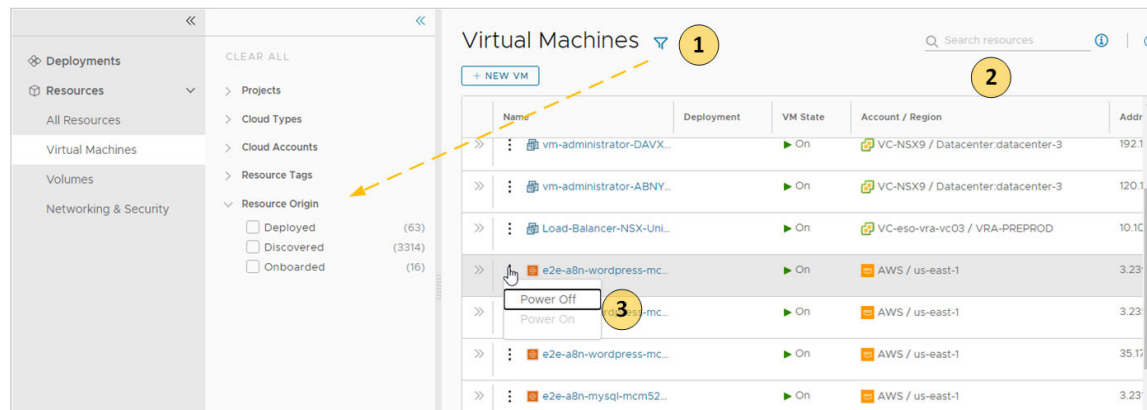 Deployments
Resources
All Resources
Virtual Machines
Volumes
Networking & Security
CLEAR ALL
Projects
Cloud Types
Cloud Accounts
Resource Tags
Resource Origin
Deployed (63)
Discovered (3314)
Onboarded (16)
Virtual Machines
1
Search resources
2
+ NEW VM
Name Deployment VM State Account / Region Addr
vm-administrator-DAVX... On VC-NSX9 / Datacenter:datacenter-3 192.1
vm-administrator-ABNY... On VC-NSX9 / Datacenter:datacenter-3 120.1
Load-Balancer-NSX-Uni... On VC-eso-vra-vc03 / VRA-PREPROD 10.10
e2e-a8n-wordpress-mc... On AWS / us-east-1 3.23
Power Off
3
Power On
On AWS / us-east-1 3.23
e2e-a8n-wordpress-mc... On AWS / us-east-1 35.17
e2e-a8n-mysql-mcm52... On AWS / us-east-1 3.23